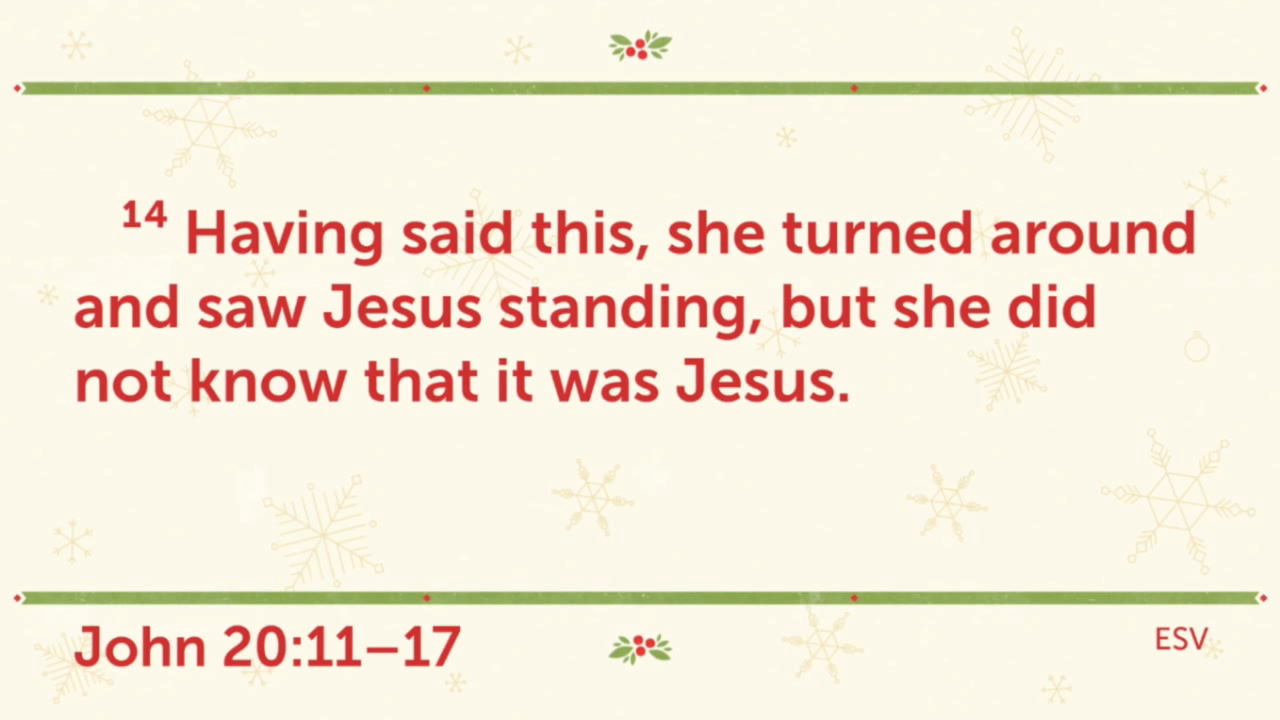 14 Having said this, she turned around
and saw Jesus standing, but she did
not know that it was Jesus.
John 20:11–17
ESV